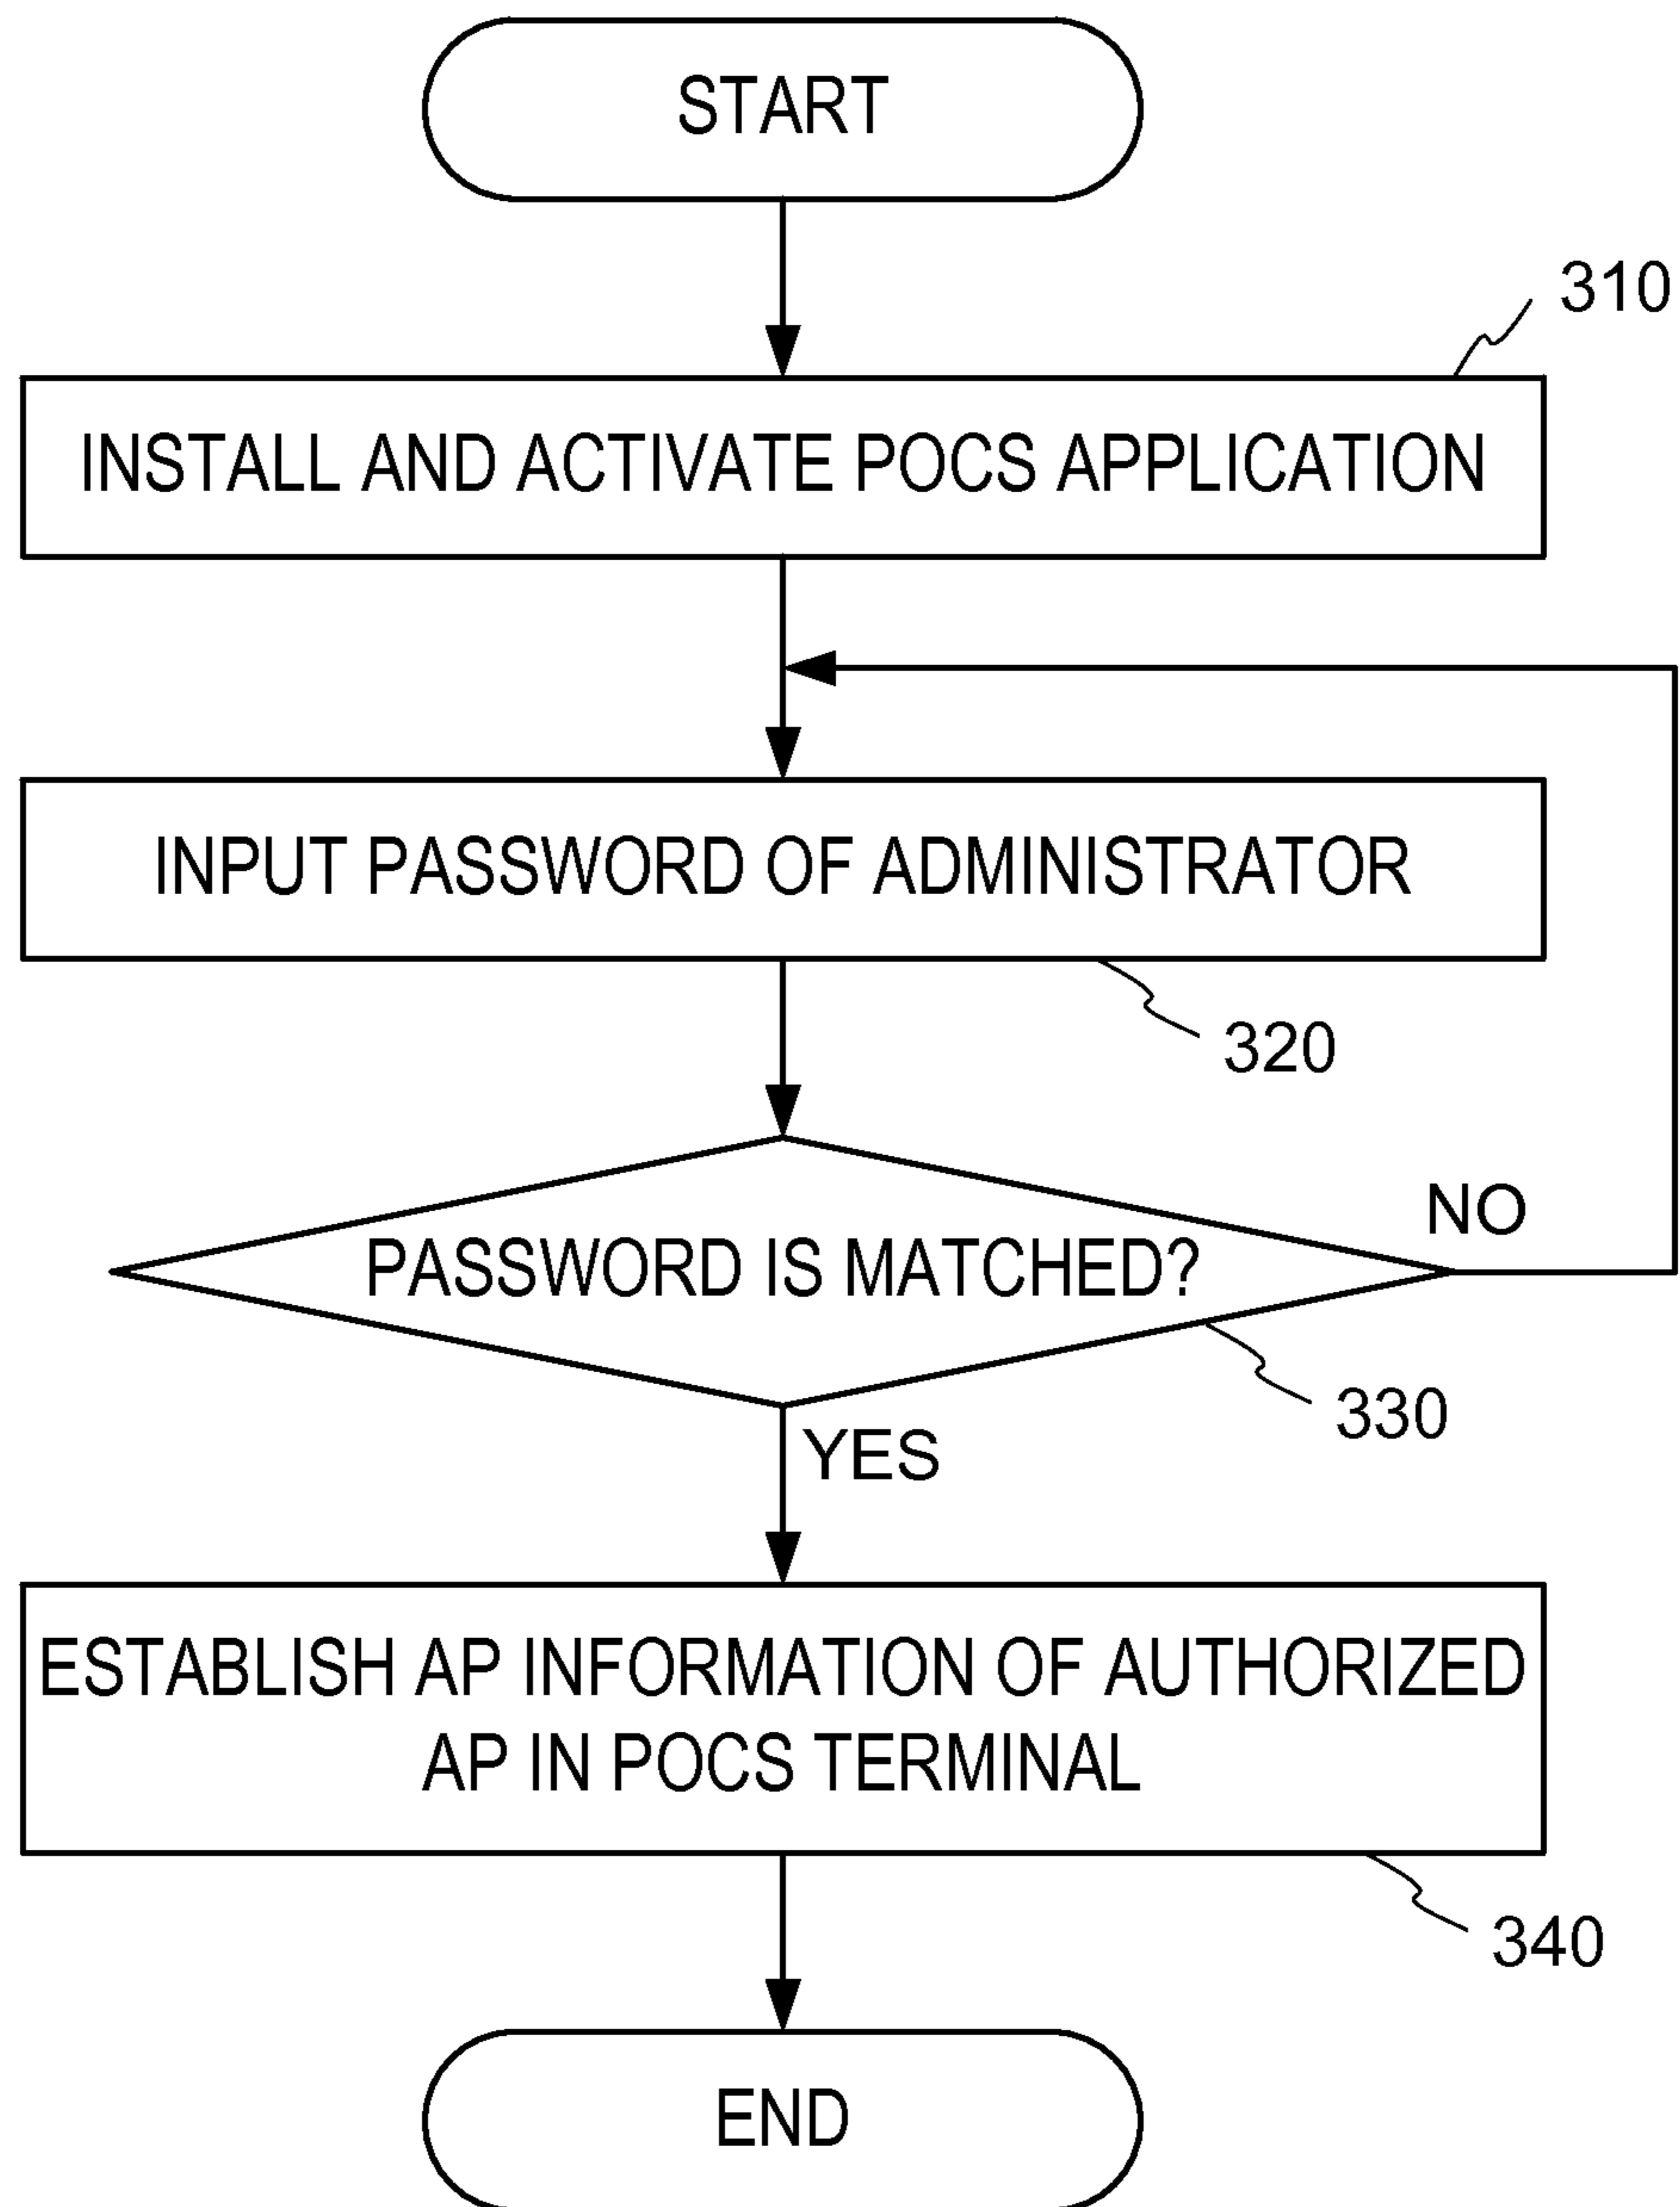 START
310
INSTALL AND ACTIVATE POCS APPLICATION
INPUT PASSWORD OF ADMINISTRATOR
320
NO
PASSWORD IS MATCHED?
330
YES
ESTABLISH AP INFORMATION OF AUTHORIZED
AP IN POCS TERMINAL
340
END